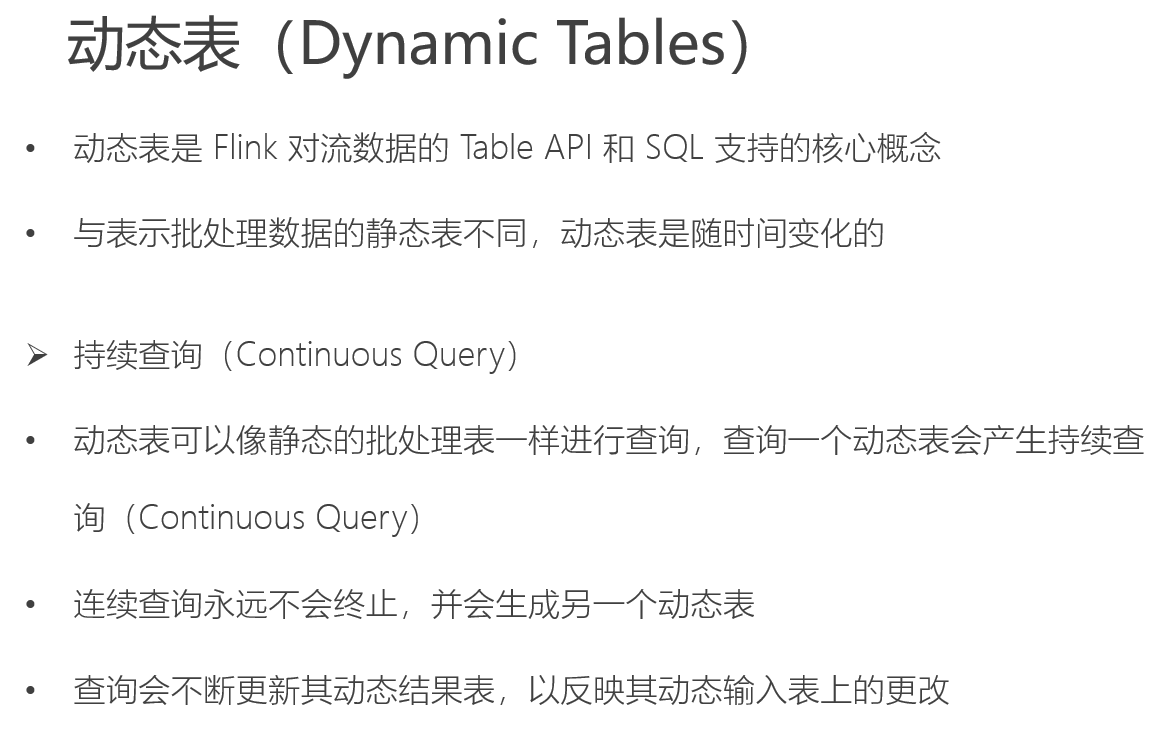 动态表（Dynamic Tables）
• 动态表是 Flink 对流数据的 Table API 和 SQL 支持的核心概念
• 与表示批处理数据的静态表不同，动态表是随时间变化的
➢ 持续查询（Continuous Query）
• 动态表可以像静态的批处理表一样进行查询，查询一个动态表会产生持续查
询（Continuous Query）
• 连续查询永远不会终止，并会生成另一个动态表
• 查询会不断更新其动态结果表，以反映其动态输入表上的更改